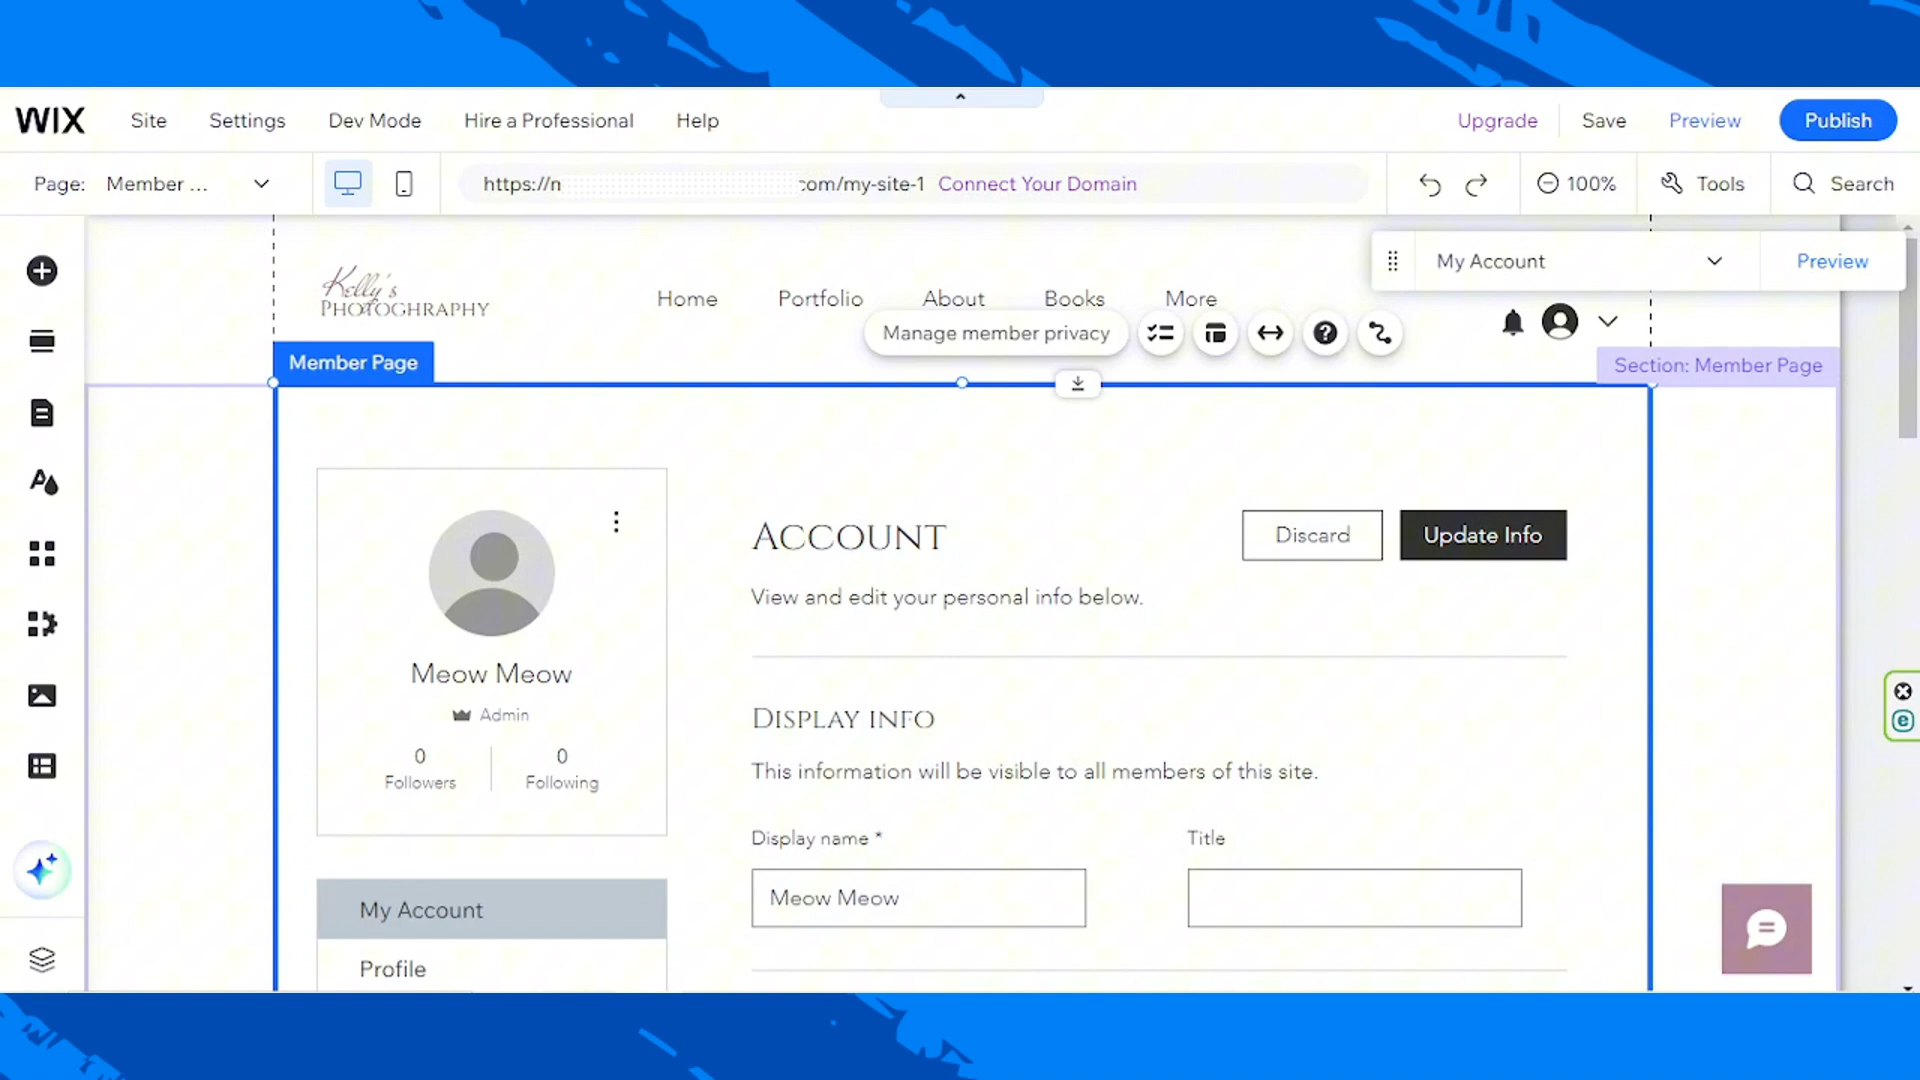 WIX Site Settings Dev Mode Hire a Professional Help Upgrade Save Preview Publish
Page: Member ... https://n com/my-site-1 Connect Your Domain 100% Tools Search
My Account Preview
Kelly's
PHOTOGHRAPHY
Home Portfolio About Books More
Manage member privacy
Member Page
Section: Member Page
ACCOUNT
Discard Update Info
View and edit your personal info below.
Meow Meow
Admin
0 0
Followers Following
DISPLAY INFO
This information will be visible to all members of this site.
Display name * Title
Meow Meow
My Account
Profile